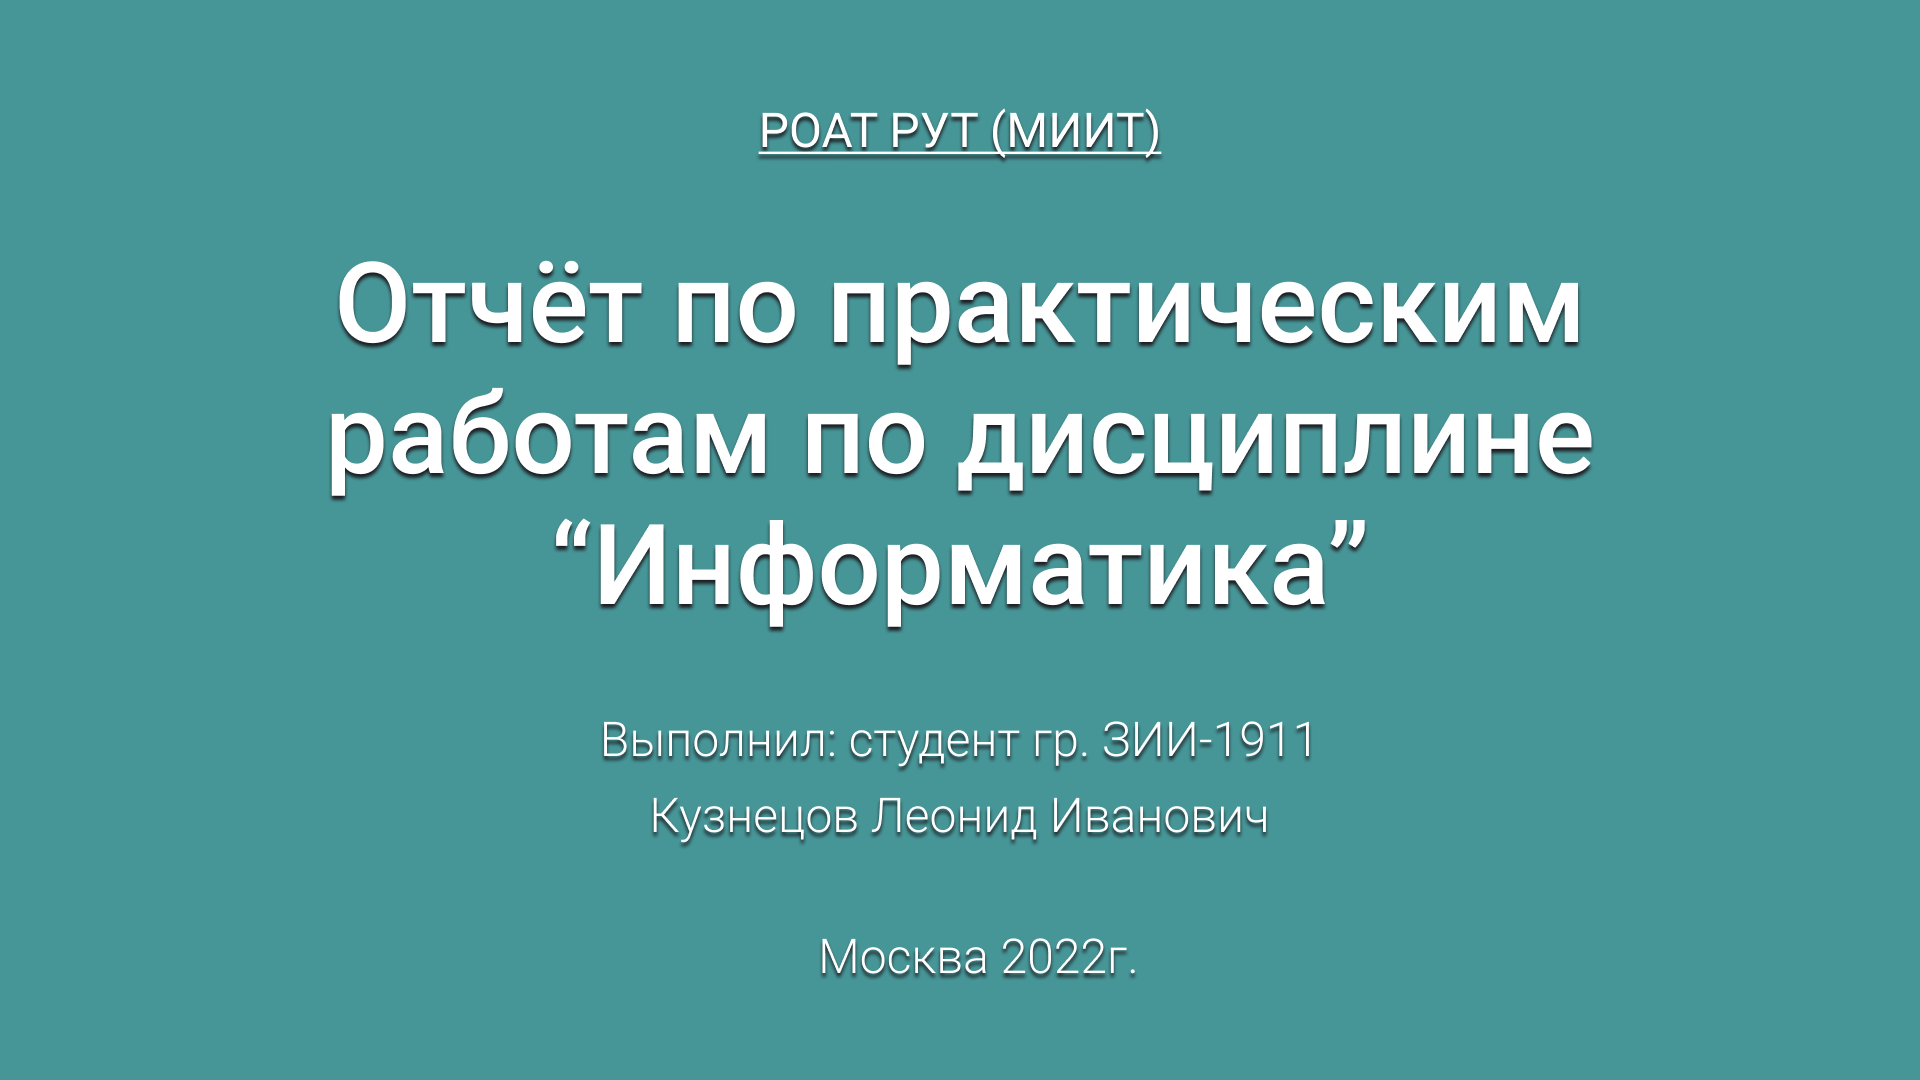 РОАТ РУТ (МИИТ)
Отчёт по практическим
работам по дисциплине
“Информатика”
Выполнил: студент гр. ЗИИ-1911
Кузнецов Леонид Иванович
Москва 2022г.